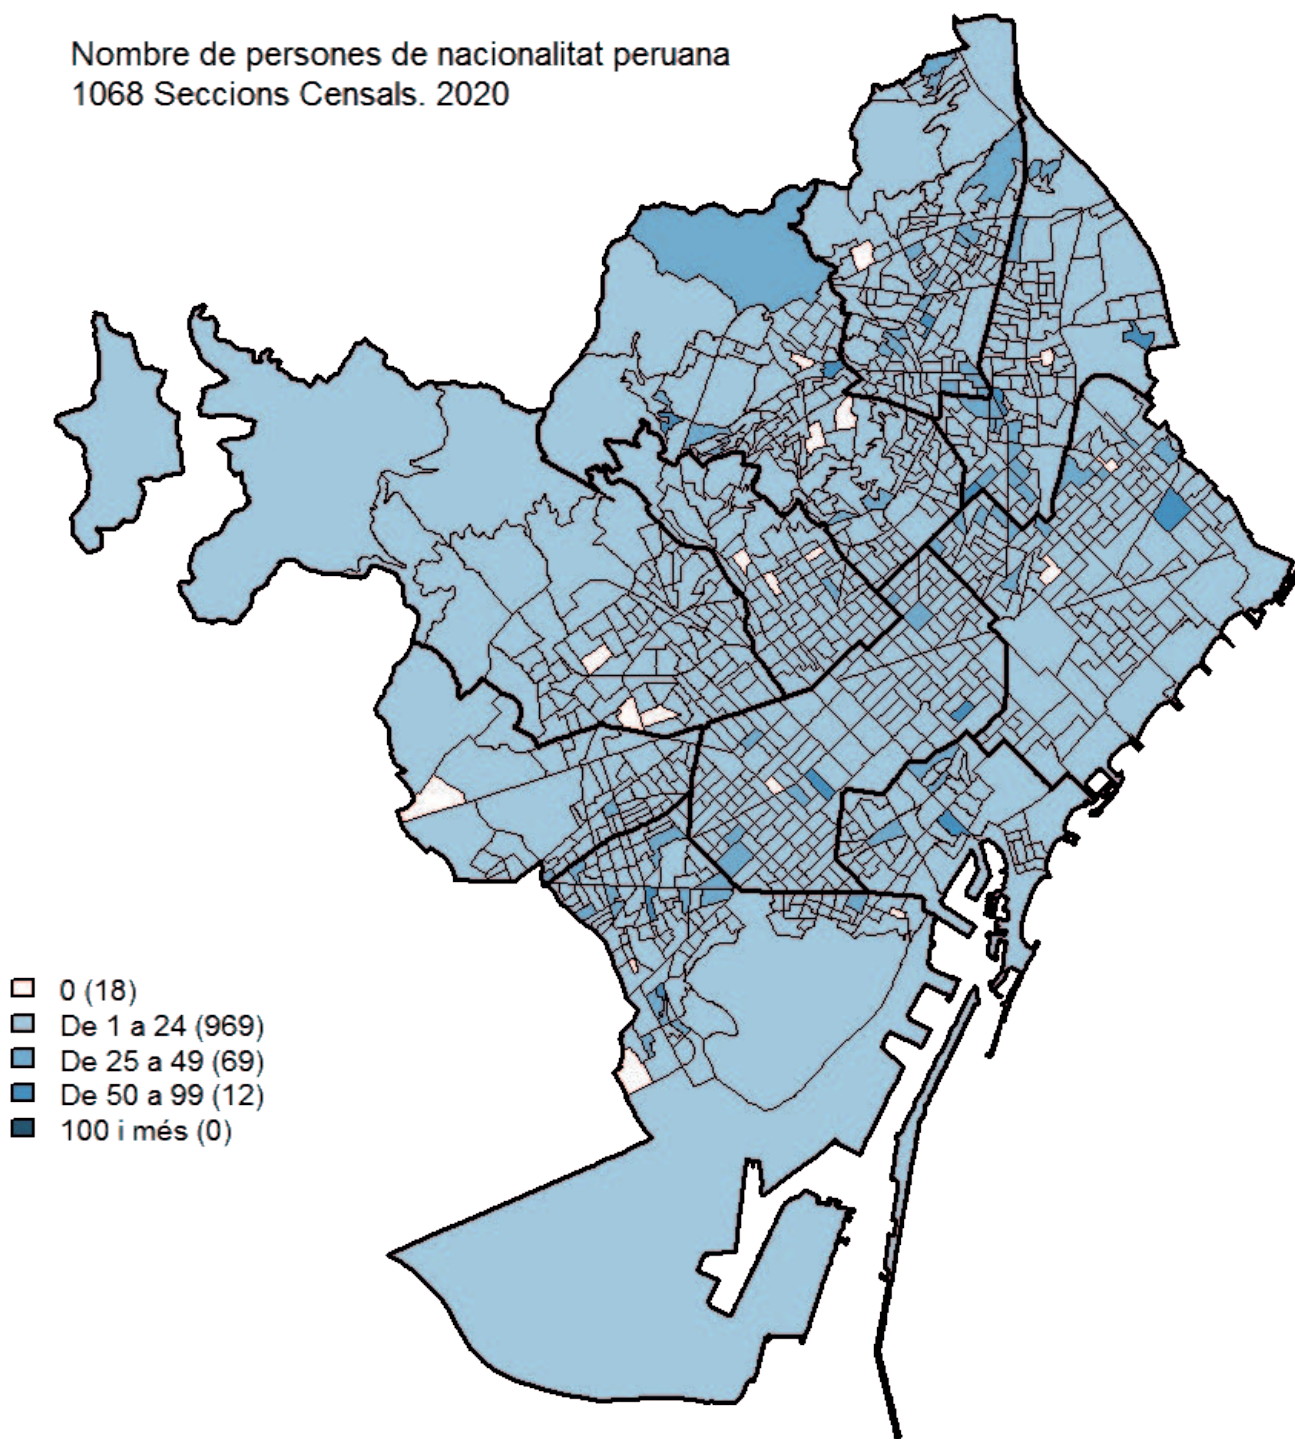 Nombre de persones de nacionalitat peruana
1068 Seccions Censals. 2020
0 (18)
De 1 a 24 (969)
De 25 a 49 (69)
De 50 a 99 (12)
100 i més (0)